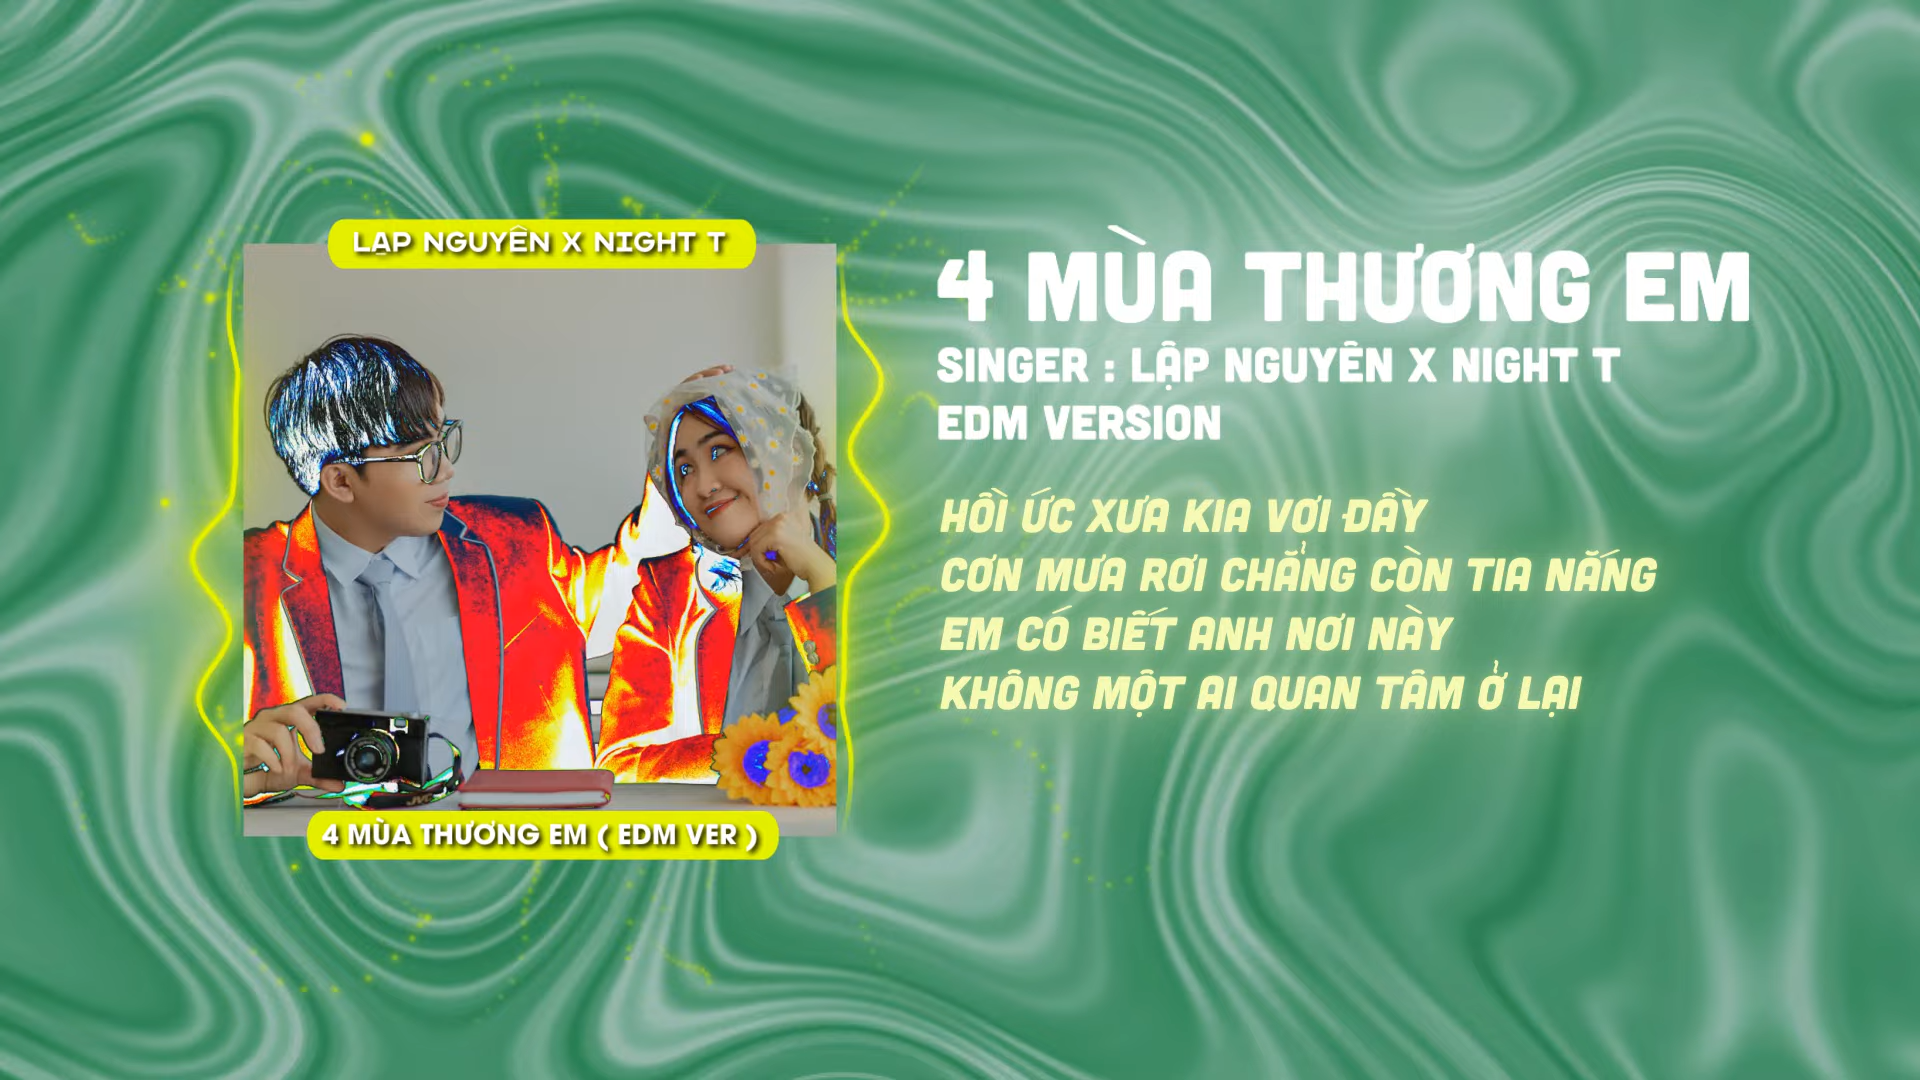 LẠP NGUYÊN X NIGHT T
4 MÙA THƯƠNG EM ( EDM VER )
4 MÙA THƯƠNG EM
SINGER : LẬP NGUYÊN X NIGHT T
EDM VERSION
HỒI ỨC XƯA KIA VƠI ĐẦY
CƠN MƯA RƠI CHẲNG CÒN TIA NẮNG
EM CÓ BIẾT ANH NƠI NÀY
KHÔNG MỘT AI QUAN TÂM Ở LẠI